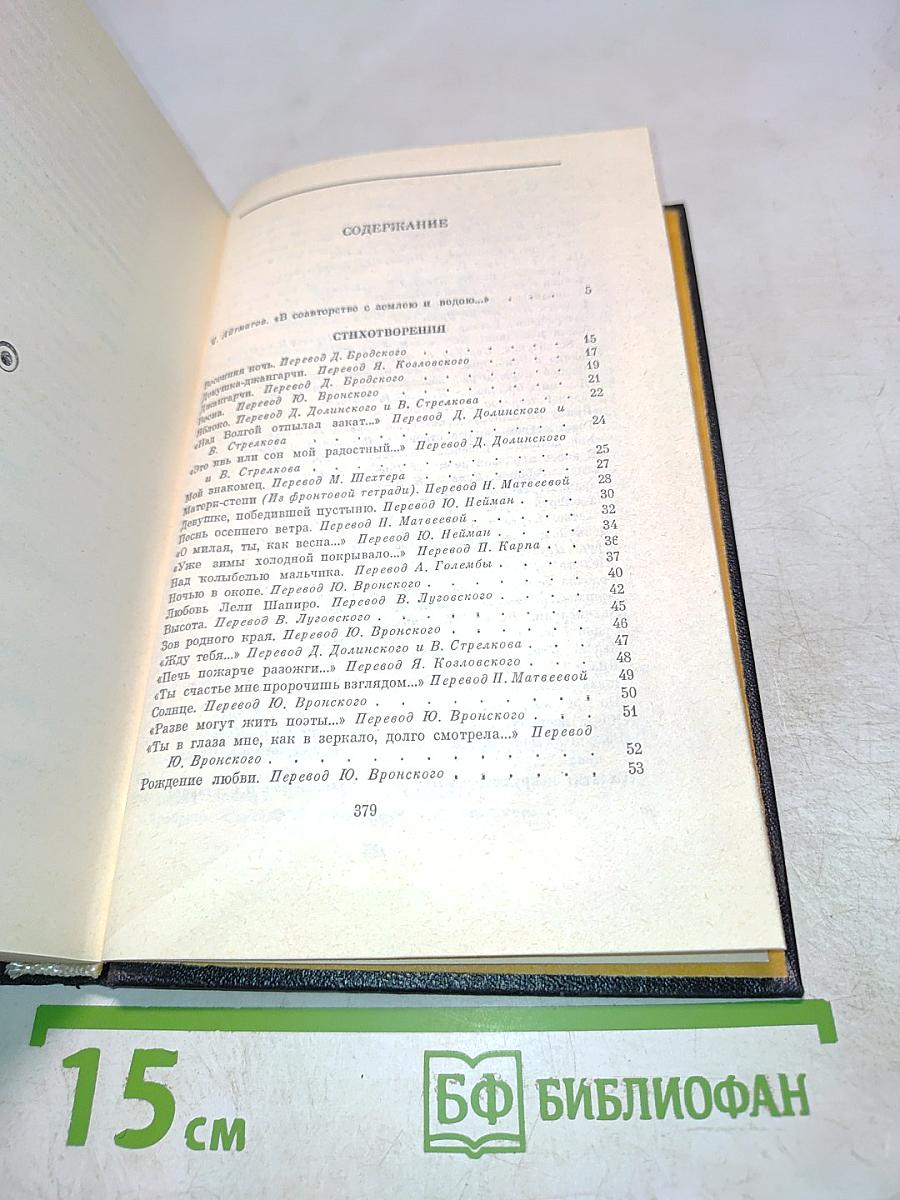 СОДЕРЖАНИЕ
Ч. Айтматов. «В соавторстве с землею и водою...» . . . 5
СТИХОТВОРЕНИЯ
Весенняя ночь. Перевод Д. Бродского . . . . . . . 15
Девушка-джангарчи. Перевод Я. Козловского . . . . 17
Джангарчи. Перевод Д. Бродского . . . . . . . 19
Весна. Перевод Ю. Вронского . . . . . . . . 21
Яблоко. Перевод Д. Долинского и В. Стрелкова . . . 22
«Над Волгой отпылал закат...» Перевод Д. Долинского и
В. Стрелкова . . . . . . . . . . . 24
«Это явь или сон мой радостный...» Перевод Д. Долинского
и В. Стрелкова . . . . . . . . . . 25
Мой знакомец. Перевод М. Шехтера . . . . . . 27
Матери-степи (Из фронтовой тетради). Перевод Н. Матвеевой 28
Девушке, победившей пустыню. Перевод Ю. Нейман . . . 30
Песнь осеннего ветра. Перевод Н. Матвеевой . . . . 32
«О милая, ты, как весна...» Перевод Ю. Нейман . . . . 34
«Уже зимы холодной покрывало...» Перевод П. Карпа . . 36
Над колыбелью мальчика. Перевод А. Голембы . . . . 37
Ночью в окопе. Перевод Ю. Вронского . . . . . . 40
Любовь Лели Шапиро. Перевод В. Луговского . . . . 42
Высота. Перевод В. Луговского . . . . . . . 45
Зов родного края. Перевод Ю. Вронского . . . . . 46
«Жду тебя...» Перевод Д. Долинского и В. Стрелкова . . . 47
«Печь пожарче разожги...» Перевод Я. Козловского . . . 48
«Ты счастье мне пророчишь взглядом...» Перевод Н. Матвеевой 49
Солнце. Перевод Ю. Вронского . . . . . . . . 50
«Разве могут жить поэты...» Перевод Ю. Вронского . . . 51
«Ты в глаза мне, как в зеркало, долго смотрела...» Перевод
Ю. Вронского . . . . . . . . . . . . 52
Рождение любви. Перевод Ю. Вронского . . . . . . 53
379
15 см
БФ БИБЛИОФАН